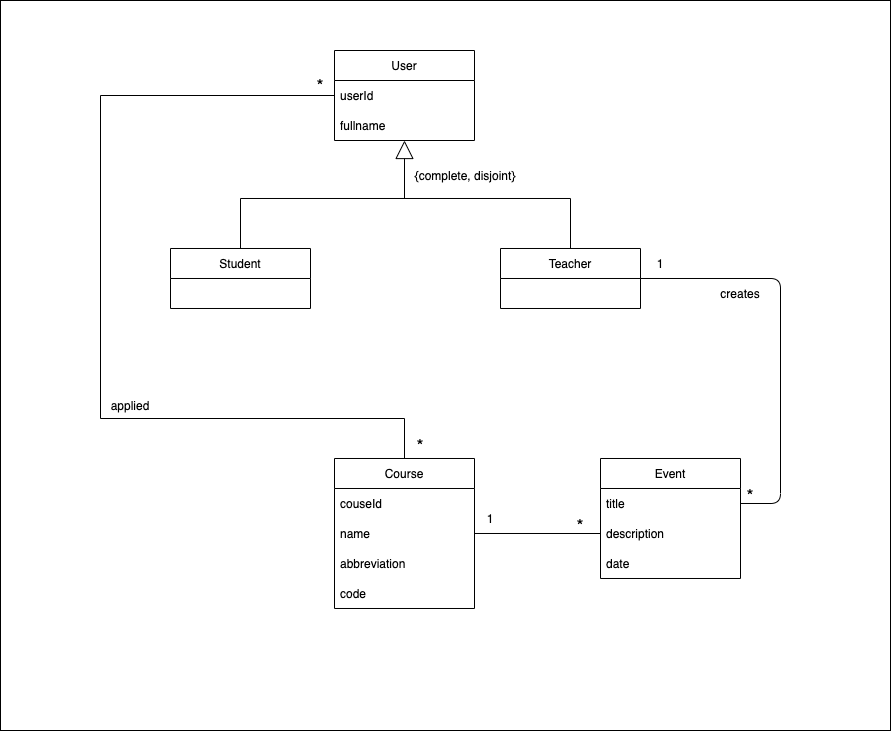 User
*
userId
fullname
{complete, disjoint}
Student
Teacher
1
creates
applied
*
Course
couseId
name
abbreviation
code
1
*
Event
title
description
date
*